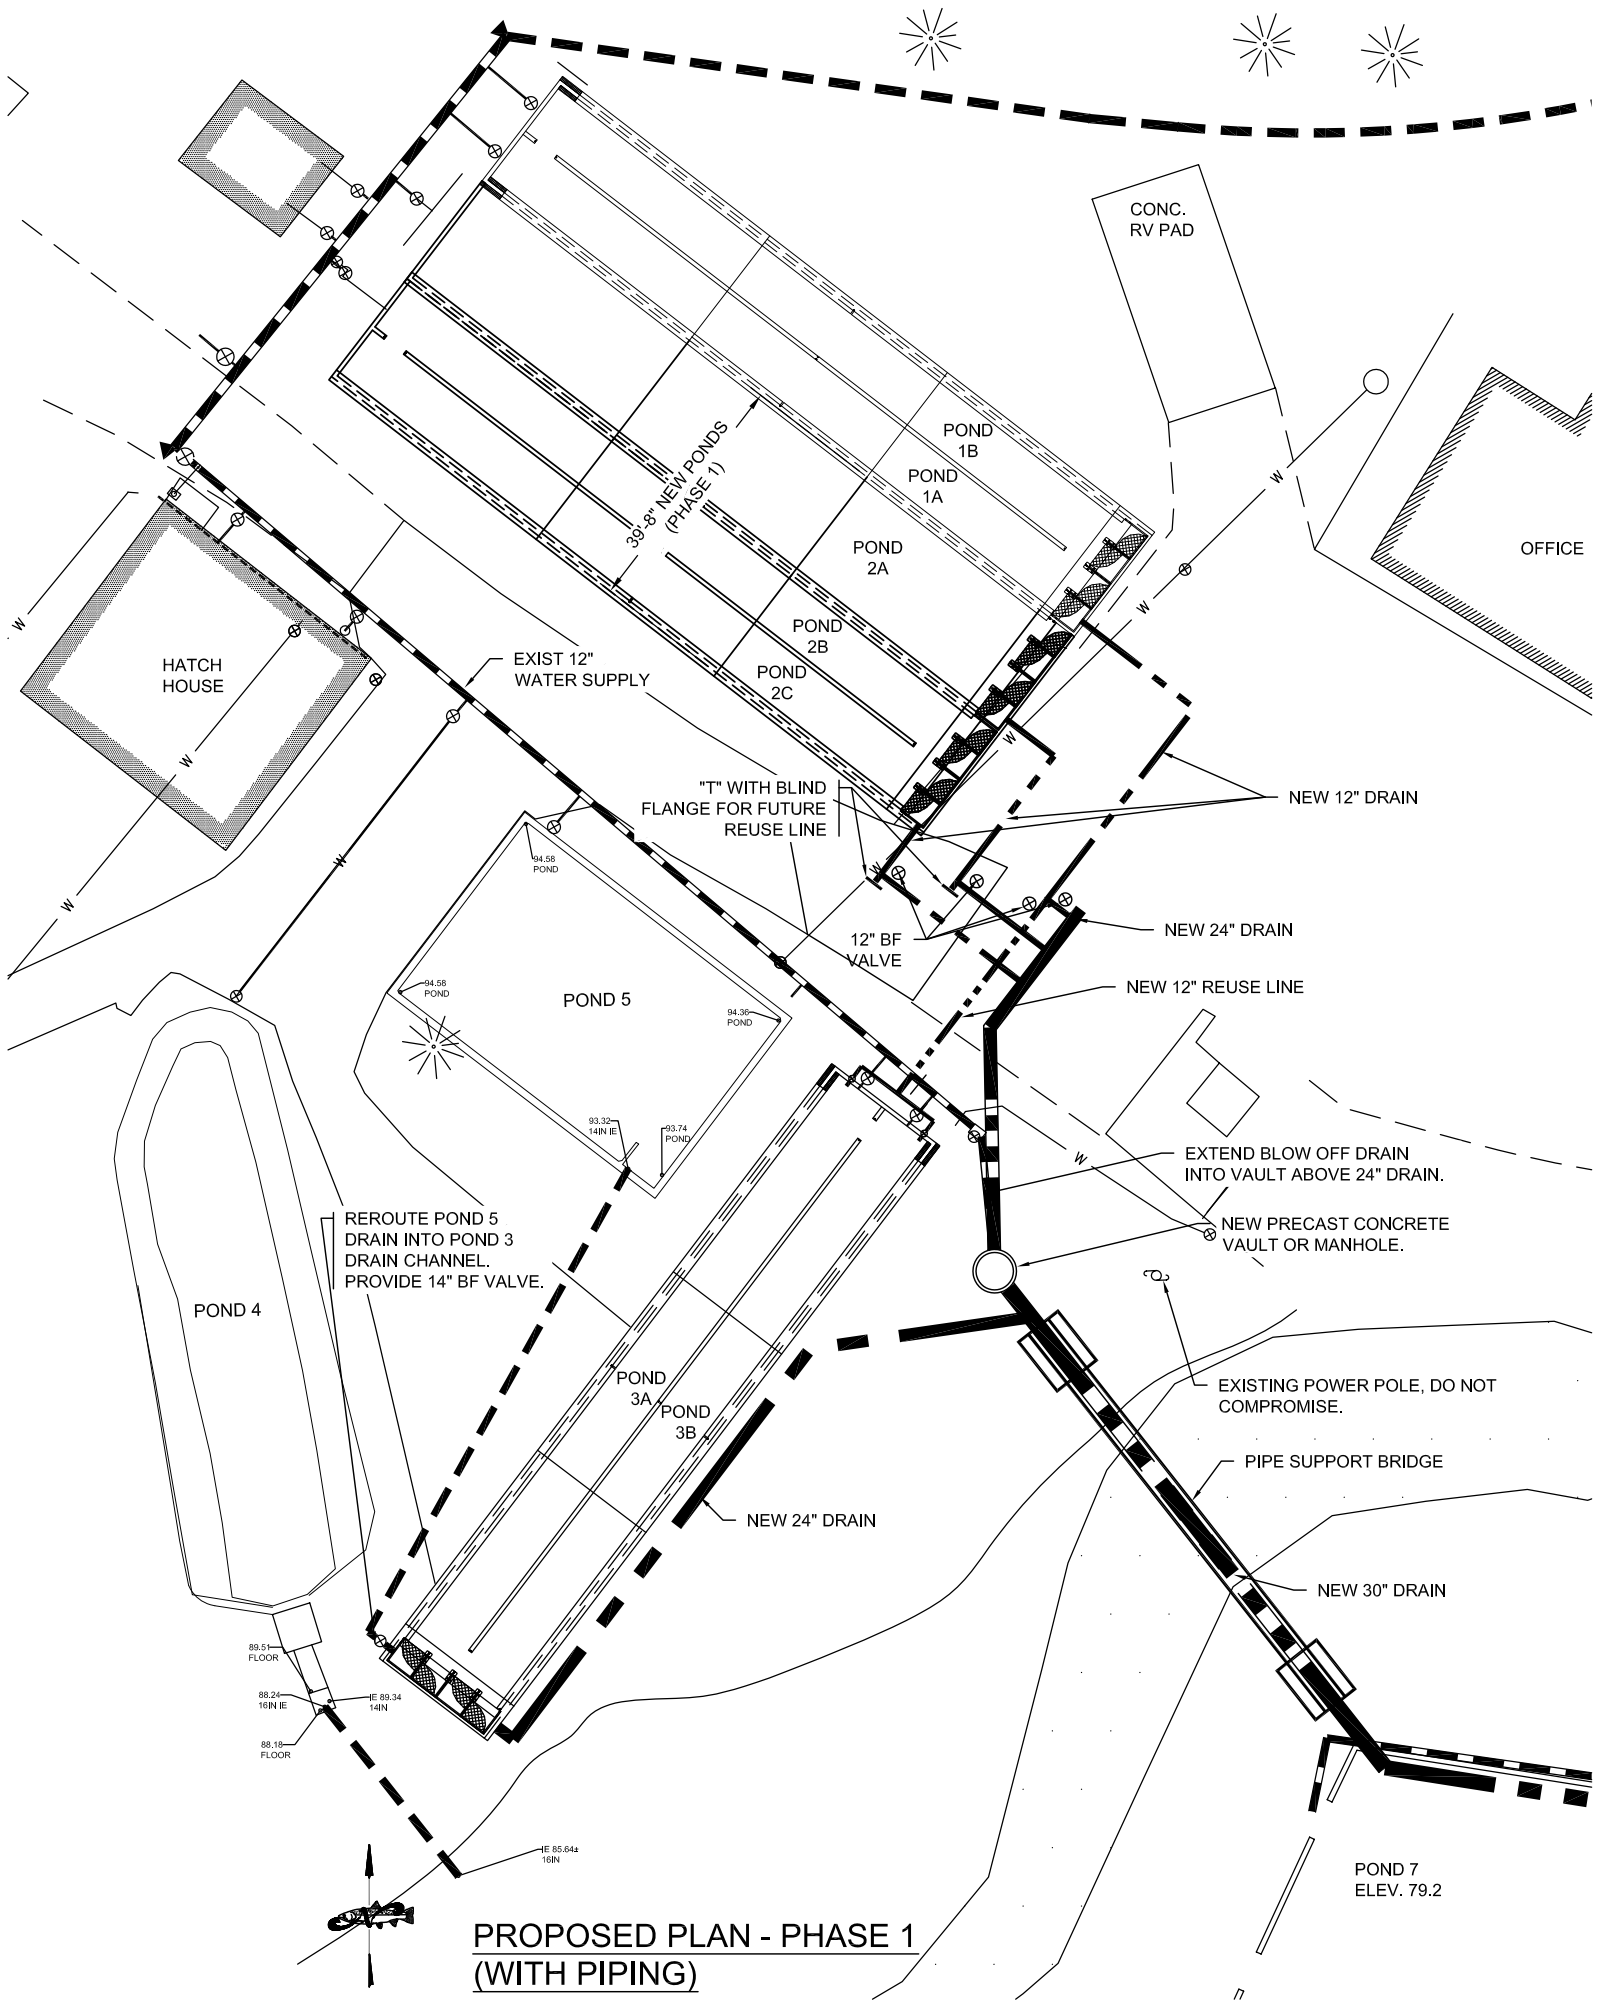 CONC.
RV PAD
POND
1B
POND
1A
39'-8" NEW PONDS
(PHASE 1)
POND
2A
OFFICE
W
W
W
POND
2B
POND
2C
HATCH
HOUSE
EXIST 12"
WATER SUPPLY
W
W
"T" WITH BLIND
FLANGE FOR FUTURE
REUSE LINE
NEW 12" DRAIN
94.58
POND
W
W
W
NEW 24" DRAIN
12" BF
VALVE
94.58
POND
POND 5
94.36
POND
NEW 12" REUSE LINE
93.32
14IN IE
93.74
POND
W
EXTEND BLOW OFF DRAIN
INTO VAULT ABOVE 24" DRAIN.
REROUTE POND 5
DRAIN INTO POND 3
DRAIN CHANNEL.
PROVIDE 14" BF VALVE.
NEW PRECAST CONCRETE
VAULT OR MANHOLE.
POND 4
POND
3A
POND
3B
EXISTING POWER POLE, DO NOT
COMPROMISE.
PIPE SUPPORT BRIDGE
NEW 24" DRAIN
NEW 30" DRAIN
89.51
FLOOR
88.24
16IN IE
IE 89.34
14IN
88.18
FLOOR
IE 85.64±
16IN
POND 7
ELEV. 79.2
PROPOSED PLAN - PHASE 1
(WITH PIPING)